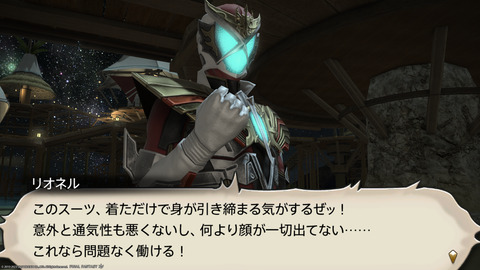 リオネル
このスーツ、着ただけで身が引き締まる気がするぜッ！
意外と通気性も悪くないし、何より顔が一切出てない……
これなら問題なく働ける！
FINAL FANTASY XIV